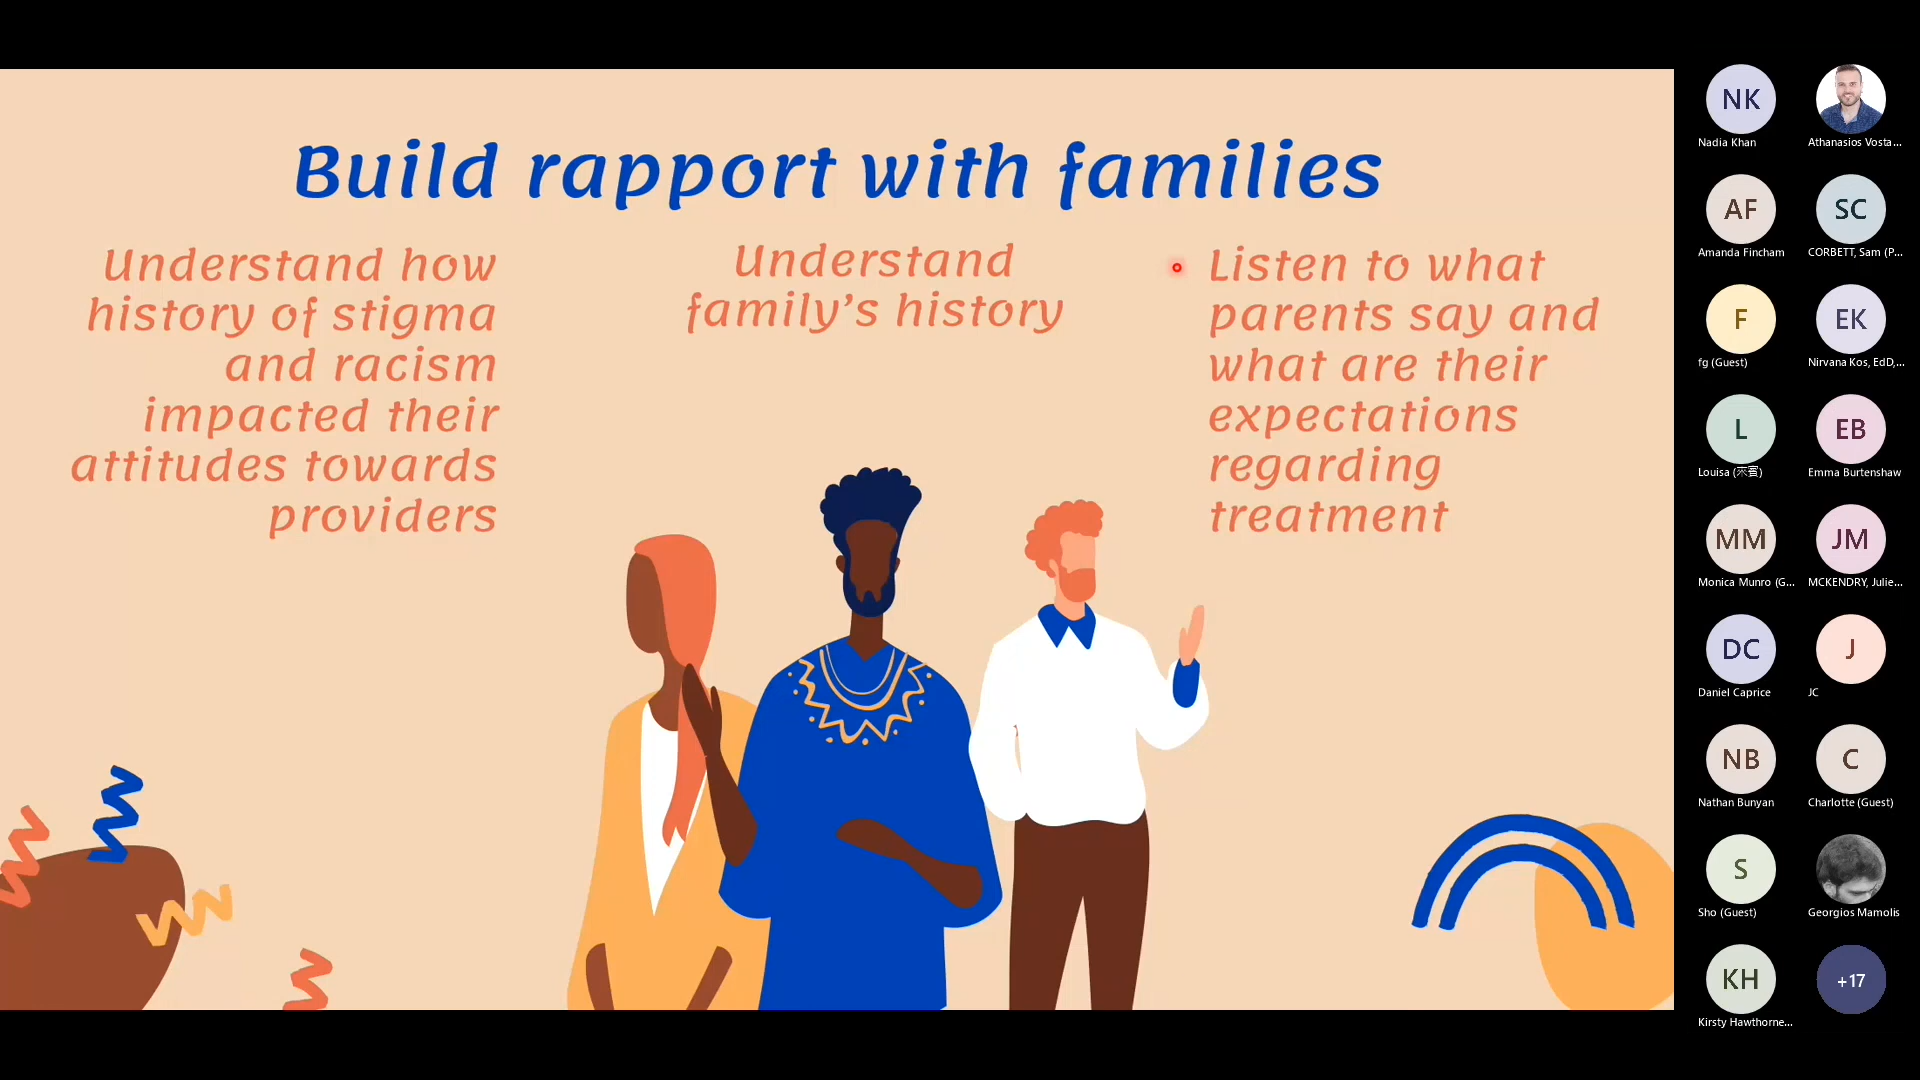 Build rapport with families
Understand how
history of stigma
and racism
impacted their
attitudes towards
providers
Understand
family’s history
Listen to what
parents say and
what are their
expectations
regarding
treatment
NK
Nadia Khan
Athanasios Vosta...
AF
Amanda Fincham
SC
CORBETT, Sam (P...
F
fg (Guest)
EK
Nirvana Kos, EdD,...
L
Louisa (來賓)
EB
Emma Burtenshaw
MM
Monica Munro (G...
JM
MCKENDRY, Julie...
DC
Daniel Caprice
J
JC
NB
Nathan Bunyan
C
Charlotte (Guest)
S
Sho (Guest)
Georgios Mamolis
KH
Kirsty Hawthorne...
+17